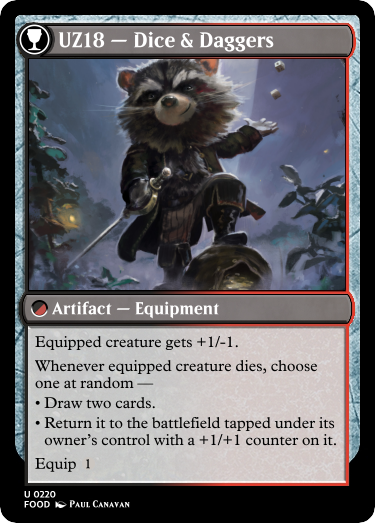 UZ18 — Dice & Daggers
Artifact — Equipment
Equipped creature gets +1/-1.
Whenever equipped creature dies, choose
one at random —
• Draw two cards.
• Return it to the battlefield tapped under its
owner's control with a +1/+1 counter on it.
Equip 1
U 0220
FOOD Paul Canavan